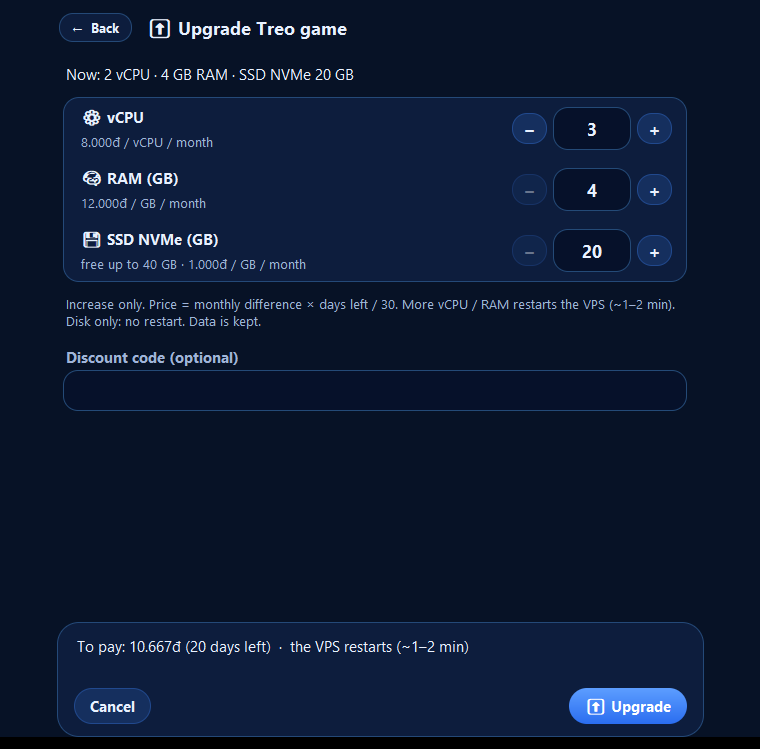 ← Back
Upgrade Treo game
Now: 2 vCPU · 4 GB RAM · SSD NVMe 20 GB
vCPU
8.000đ / vCPU / month
− 3 +
RAM (GB)
12.000đ / GB / month
− 4 +
SSD NVMe (GB)
free up to 40 GB · 1.000đ / GB / month
− 20 +
Increase only. Price = monthly difference × days left / 30. More vCPU / RAM restarts the VPS (~1–2 min).
Disk only: no restart. Data is kept.
Discount code (optional)
To pay: 10.667đ (20 days left) · the VPS restarts (~1–2 min)
Cancel
Upgrade